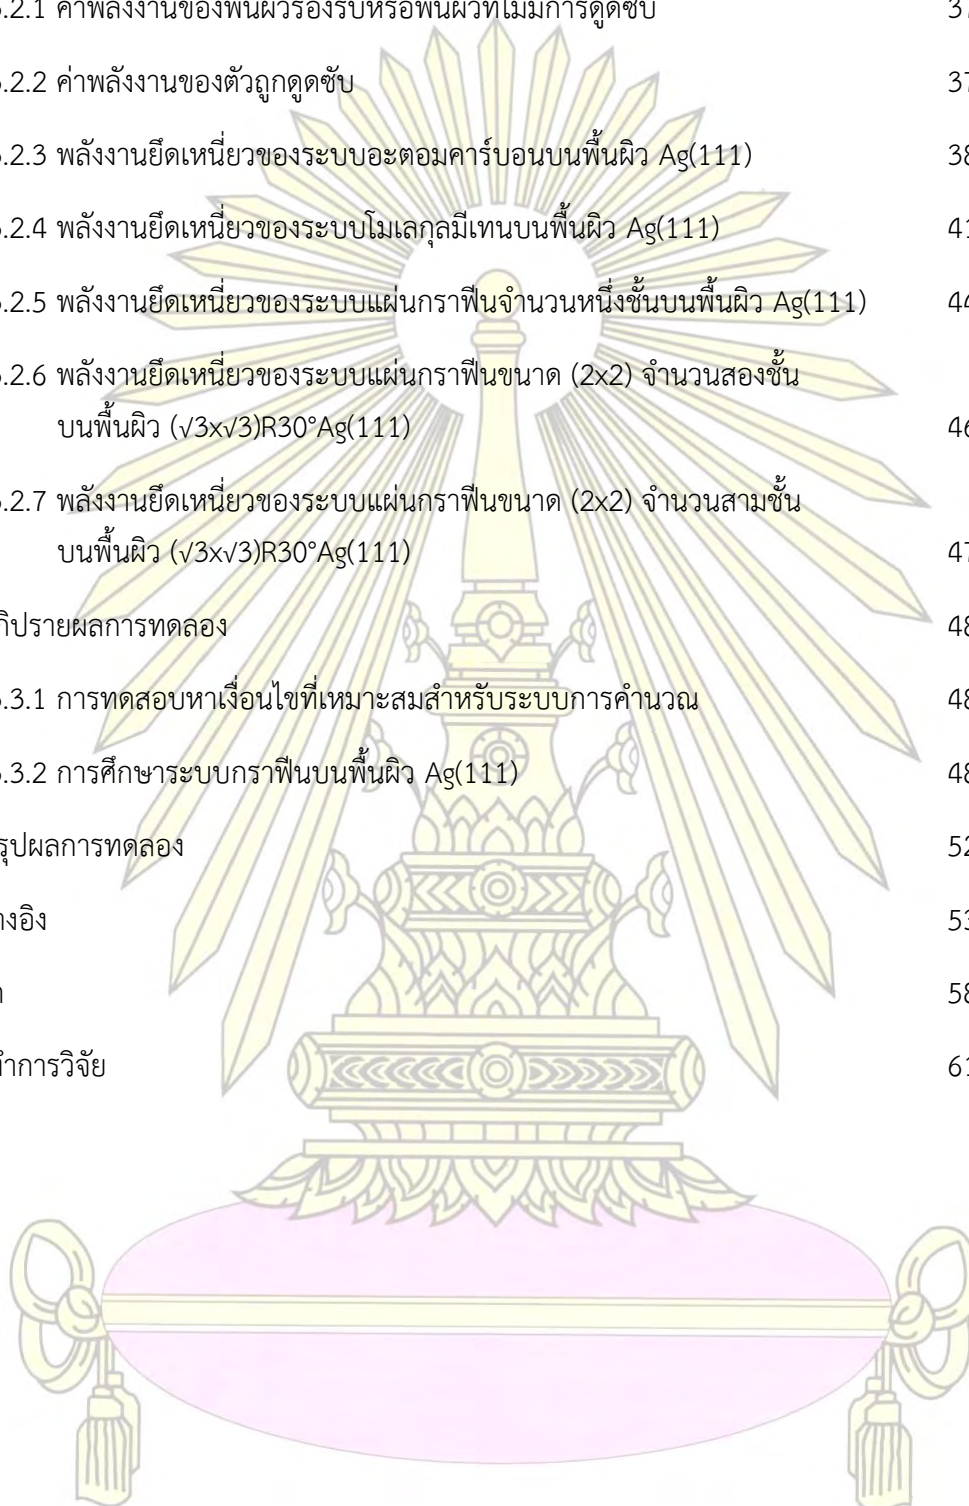 .2.1 ค่าพลังงานของพื้นผิวรองรับหรือพื้นผิวที่ไม่มีการดูดซับ 37
.2.2 ค่าพลังงานของตัวถูกดูดซับ 37
.2.3 พลังงานยึดเหนี่ยวของระบบอะตอมคาร์บอนบนพื้นผิว Ag(111) 38
.2.4 พลังงานยึดเหนี่ยวของระบบโมเลกุลมีเทนบนพื้นผิว Ag(111) 41
.2.5 พลังงานยึดเหนี่ยวของระบบแผ่นกราฟีนจำนวนหนึ่งชั้นบนพื้นผิว Ag(111) 44
.2.6 พลังงานยึดเหนี่ยวของระบบแผ่นกราฟีนขนาด (2x2) จำนวนสองชั้น
บนพื้นผิว (√3x√3)R30°Ag(111) 46
.2.7 พลังงานยึดเหนี่ยวของระบบแผ่นกราฟีนขนาด (2x2) จำนวนสามชั้น
บนพื้นผิว (√3x√3)R30°Ag(111) 47
ภิปรายผลการทดลอง 48
.3.1 การทดสอบหาเงื่อนไขที่เหมาะสมสำหรับระบบการคำนวณ 48
.3.2 การศึกษาระบบกราฟีนบนพื้นผิว Ag(111) 48
รุปผลการทดลอง 52
างอิง 53
58
ทำการวิจัย 61